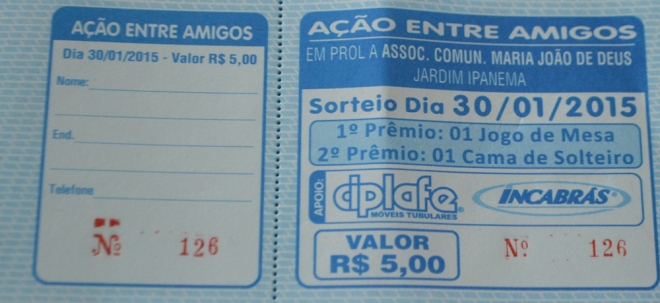 AÇÃO ENTRE AMIGOS
Dia 30/01/2015 - Valor R$ 5,00
Nome:
End.
Telefone
Nº 126
AÇÃO ENTRE AMIGOS
EM PROL A ASSOC. COMUN. MARIA JOÃO DE DEUS
JARDIM IPANEMA
Sorteio Dia 30/01/2015
1º Prêmio: 01 Jogo de Mesa
2º Prêmio: 01 Cama de Solteiro
APOIO:
ciplafe
MÓVEIS TUBULARES
INCABRÁS
VALOR
R$ 5,00
Nº 126